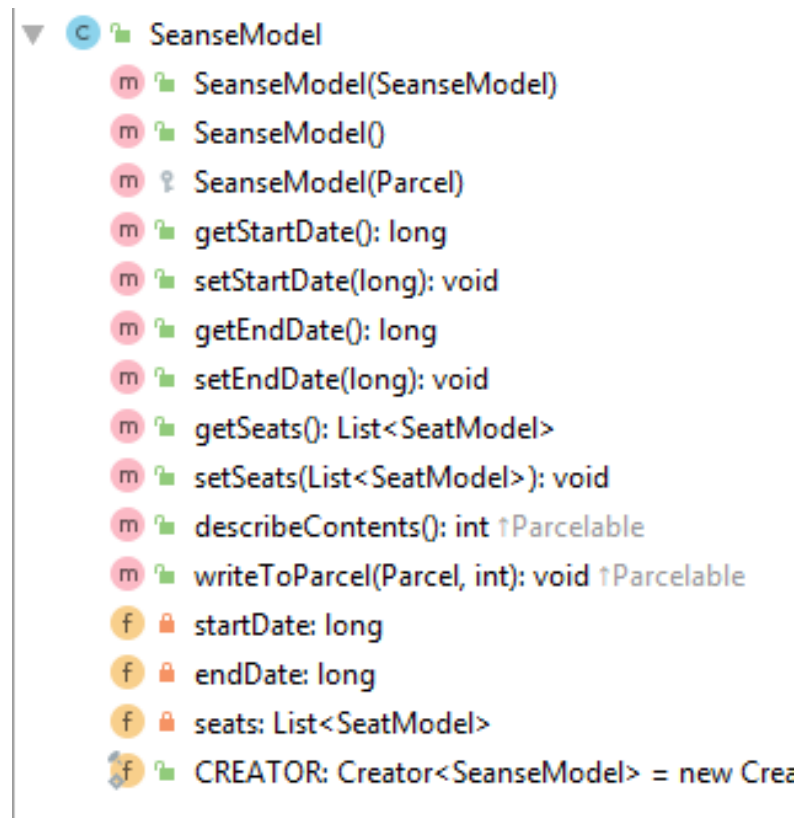 C SeanseModel
m SeanseModel(SeanseModel)
m SeanseModel()
m SeanseModel(Parcel)
m getStartDate(): long
m setStartDate(long): void
m getEndDate(): long
m setEndDate(long): void
m getSeats(): List<SeatModel>
m setSeats(List<SeatModel>): void
m describeContents(): int ↑Parcelable
m writeToParcel(Parcel, int): void ↑Parcelable
f startDate: long
f endDate: long
f seats: List<SeatModel>
f CREATOR: Creator<SeanseModel> = new Crea